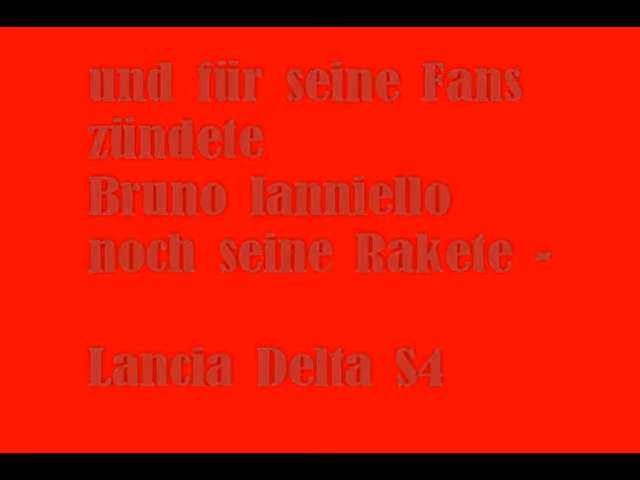 und für seine Fans
zündete
Bruno Ianniello
noch seine Rakete -
Lancia Delta S4